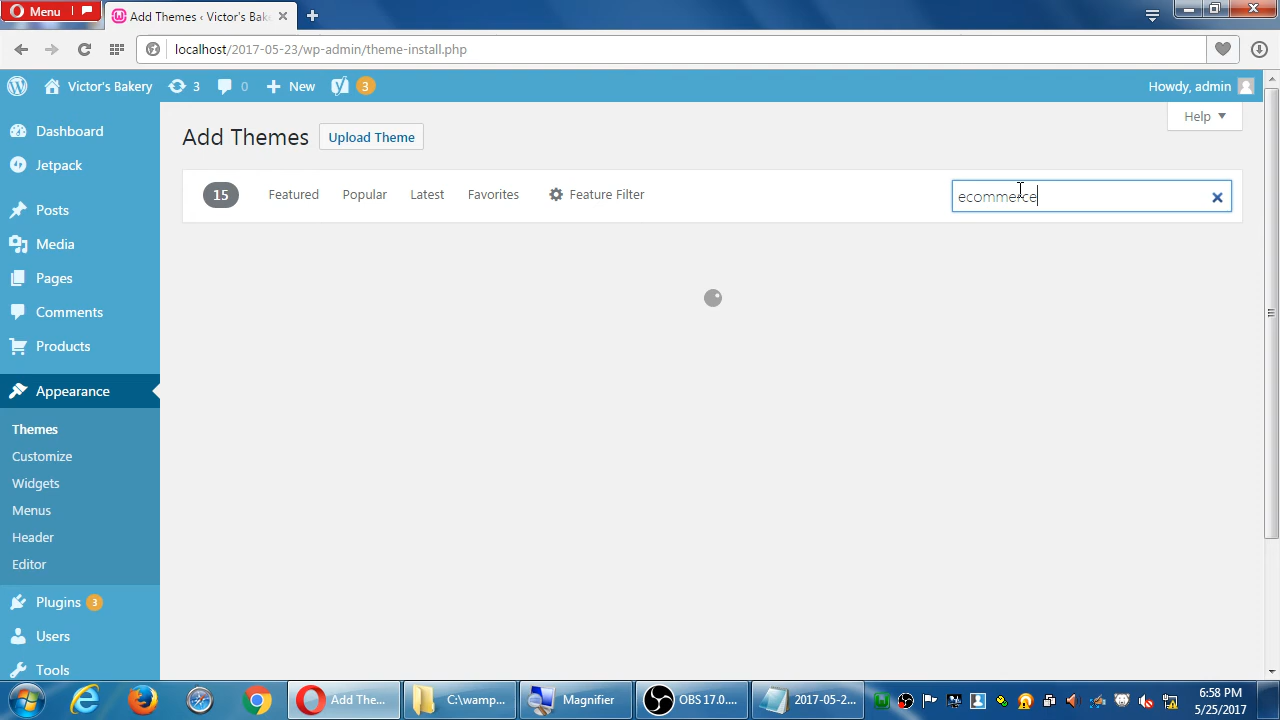 Menu
Add Themes ‹ Victor's Bake
localhost/2017-05-23/wp-admin/theme-install.php
Victor's Bakery 3 0 New 3 Howdy, admin
Help
Add Themes Upload Theme
15 Featured Popular Latest Favorites Feature Filter ecommerce
Dashboard
Jetpack
Posts
Media
Pages
Comments
Products
Appearance
Themes
Customize
Widgets
Menus
Header
Editor
Plugins 3
Users
Tools
Add The... C:\wamp... Magnifier OBS 17.0.... 2017-05-2...
6:58 PM
5/25/2017